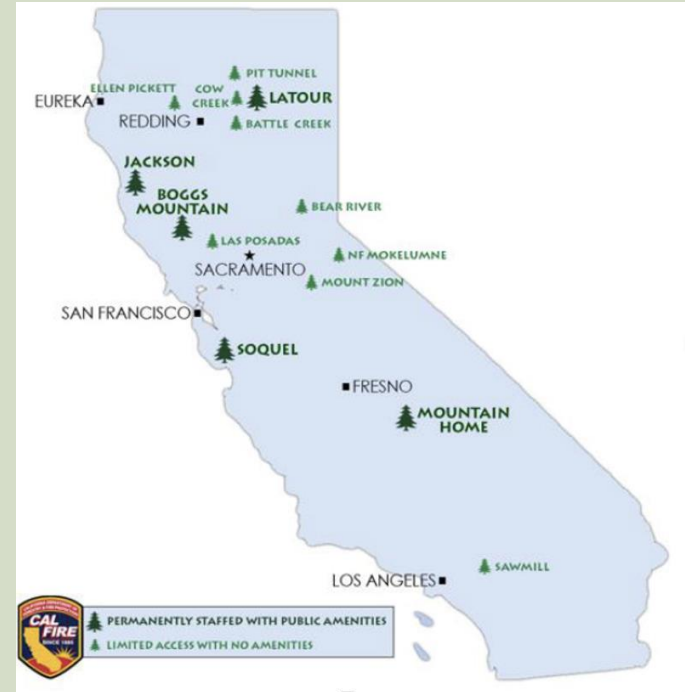 PIT TUNNEL
ELLEN PICKETT
COW
CREEK
LATOUR
EUREKA
REDDING
BATTLE CREEK
JACKSON
BOGGS
MOUNTAIN
BEAR RIVER
LAS POSADAS
NF MOKELUMNE
SACRAMENTO
MOUNT ZION
SAN FRANCISCO
SOQUEL
FRESNO
MOUNTAIN
HOME
SAWMILL
LOS ANGELES
CAL
FIRE
SINCE 1885
PERMANENTLY STAFFED WITH PUBLIC AMENITIES
LIMITED ACCESS WITH NO AMENITIES